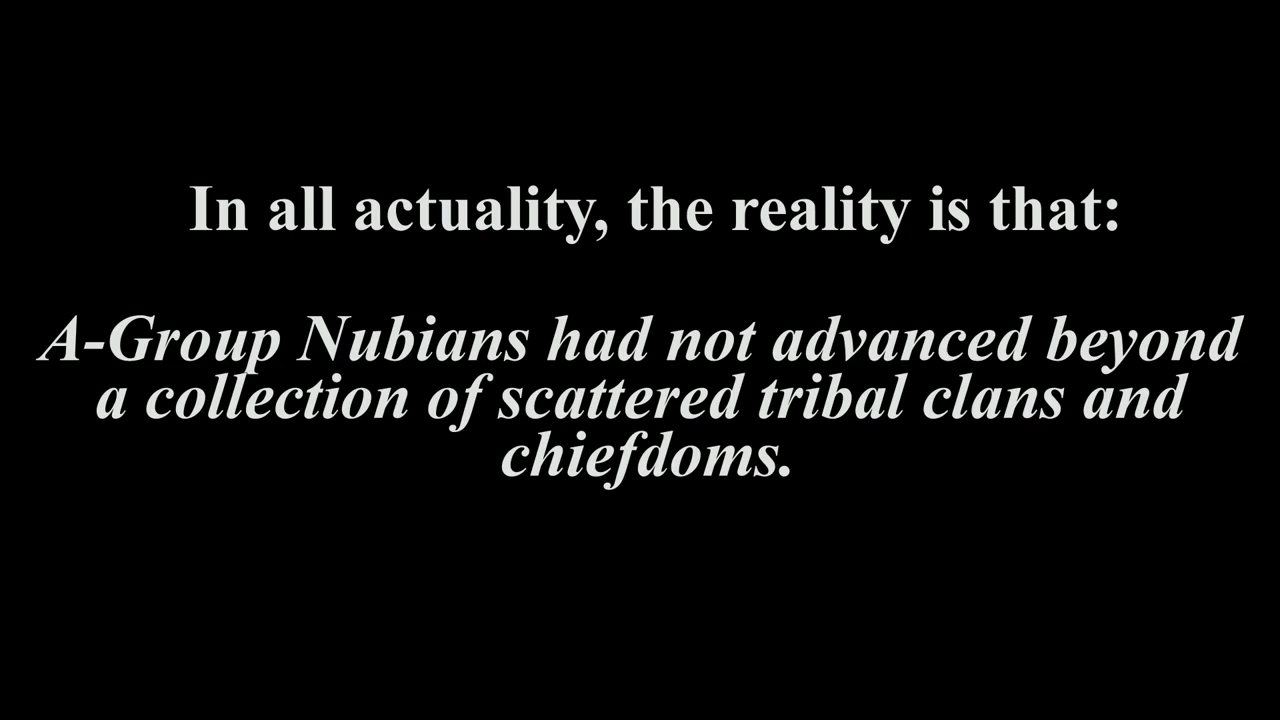 In all actuality, the reality is that:
A-Group Nubians had not advanced beyond
a collection of scattered tribal clans and
chiefdoms.